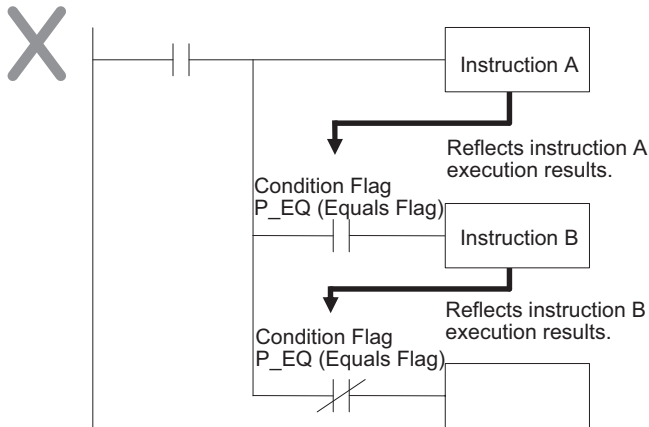 X
Instruction A
Reflects instruction A
execution results.
Condition Flag
P_EQ (Equals Flag)
Instruction B
Reflects instruction B
execution results.
Condition Flag
P_EQ (Equals Flag)